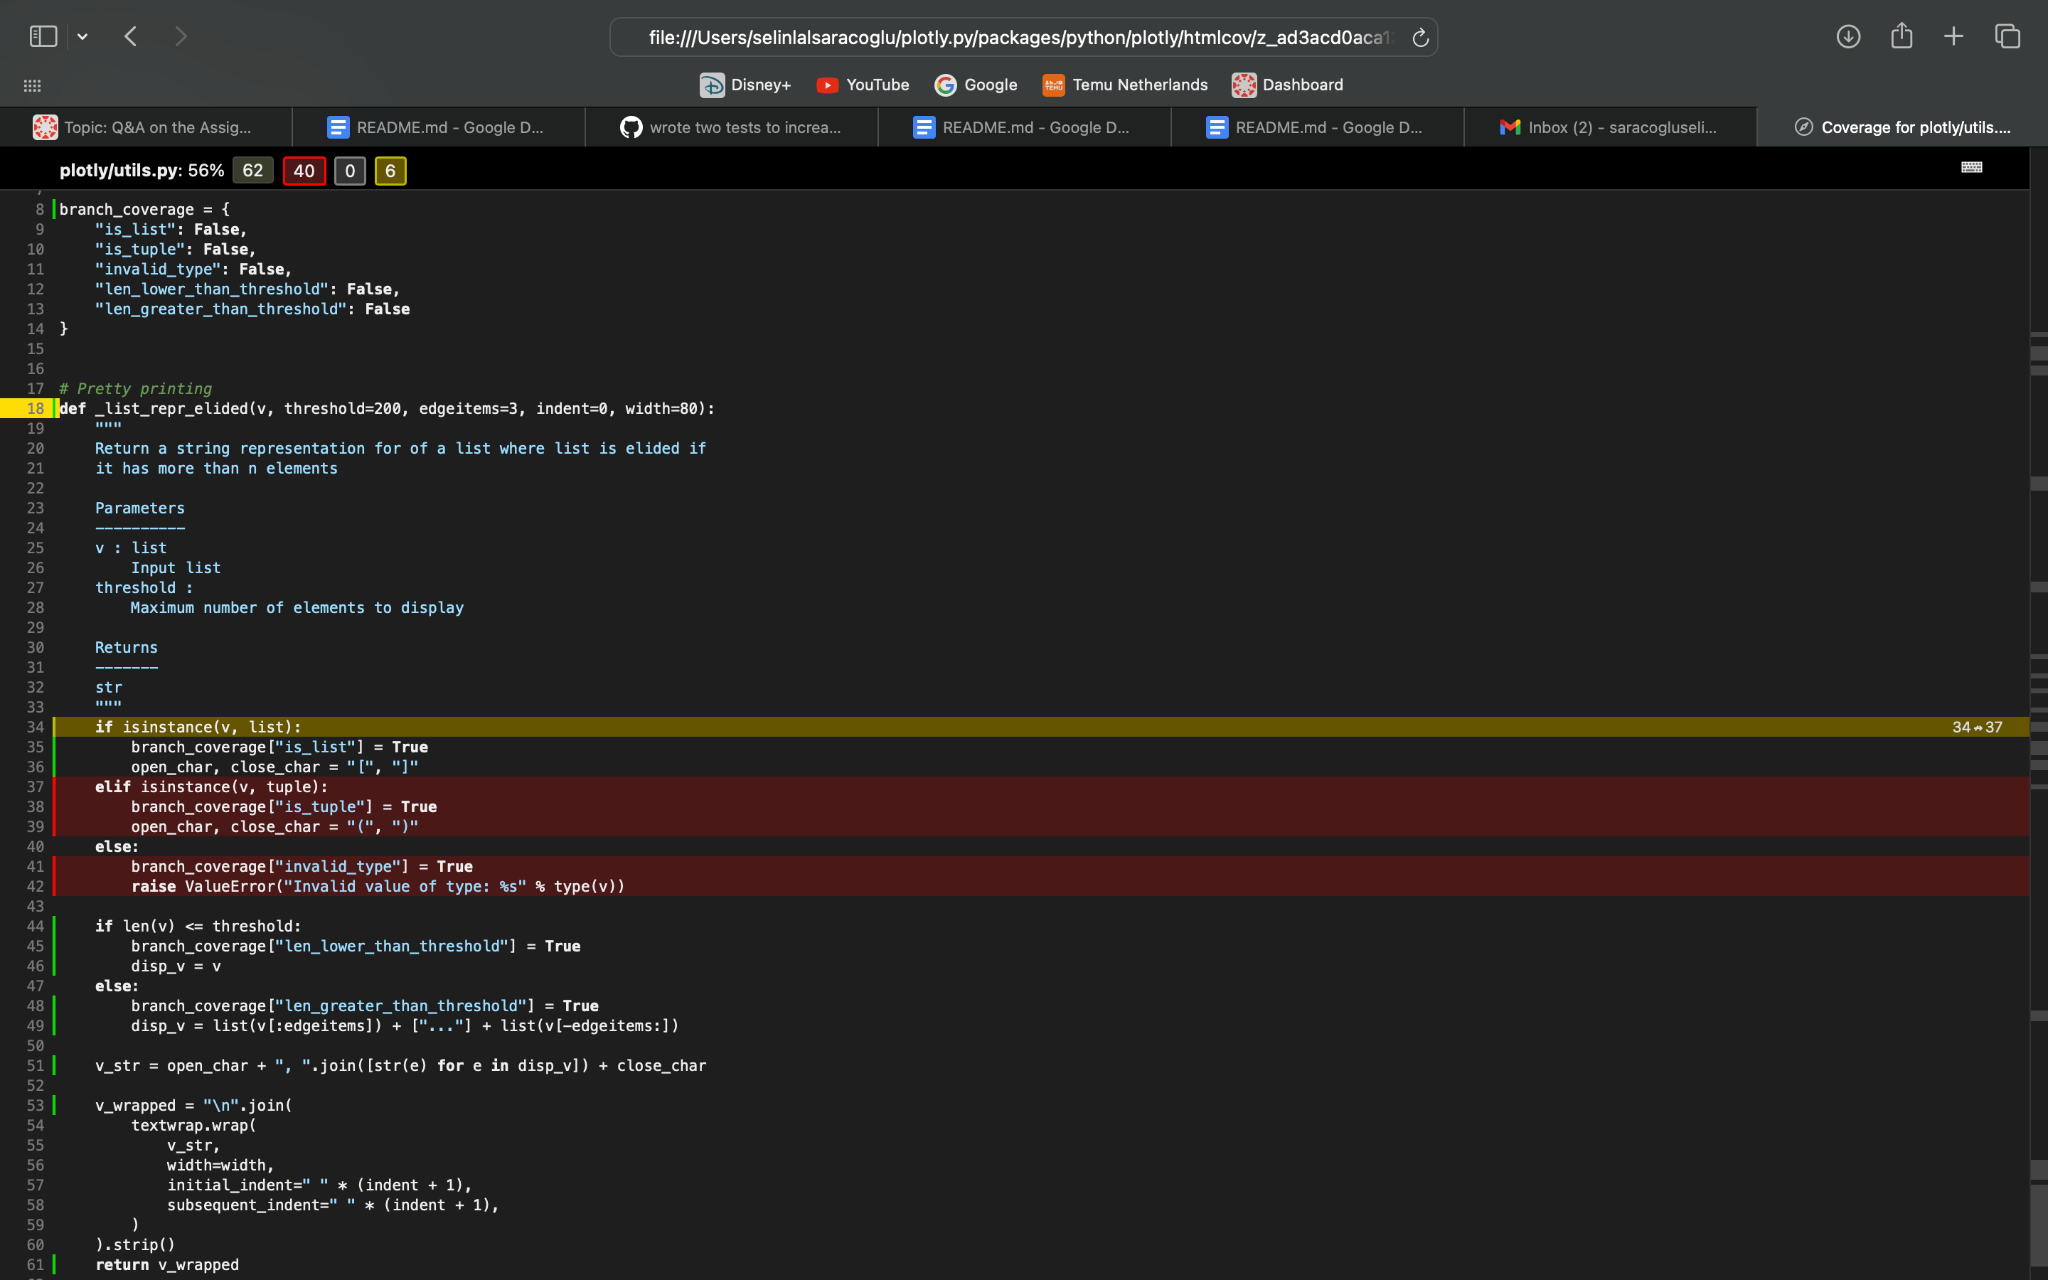 file:///Users/selinlalsaracoglu/plotly.py/packages/python/plotly/htmlcov/z_ad3acd0aca1
Disney+ YouTube Google Temu Netherlands Dashboard
Topic: Q&A on the Assig... README.md - Google D... wrote two tests to increa... README.md - Google D... README.md - Google D... Inbox (2) - saracogluseli... Coverage for plotly/utils....
plotly/utils.py: 56% 62 40 0 6
8 branch_coverage = {
9     "is_list": False,
10     "is_tuple": False,
11     "invalid_type": False,
12     "len_lower_than_threshold": False,
13     "len_greater_than_threshold": False
14 }
15
16
17 # Pretty printing
18 def _list_repr_elided(v, threshold=200, edgeitems=3, indent=0, width=80):
19     """
20     Return a string representation for of a list where list is elided if
21     it has more than n elements
22
23     Parameters
24     ----------
25     v : list
26         Input list
27     threshold :
28         Maximum number of elements to display
29
30     Returns
31     -------
32     str
33     """
34     if isinstance(v, list): 34↛37
35         branch_coverage["is_list"] = True
36         open_char, close_char = "[", "]"
37     elif isinstance(v, tuple):
38         branch_coverage["is_tuple"] = True
39         open_char, close_char = "(", ")"
40     else:
41         branch_coverage["invalid_type"] = True
42         raise ValueError("Invalid value of type: %s" % type(v))
43
44     if len(v) <= threshold:
45         branch_coverage["len_lower_than_threshold"] = True
46         disp_v = v
47     else:
48         branch_coverage["len_greater_than_threshold"] = True
49         disp_v = list(v[:edgeitems]) + ["..."] + list(v[-edgeitems:])
50
51     v_str = open_char + ", ".join([str(e) for e in disp_v]) + close_char
52
53     v_wrapped = "\n".join(
54         textwrap.wrap(
55             v_str,
56             width=width,
57             initial_indent=" " * (indent + 1),
58             subsequent_indent=" " * (indent + 1),
59         )
60     ).strip()
61     return v_wrapped